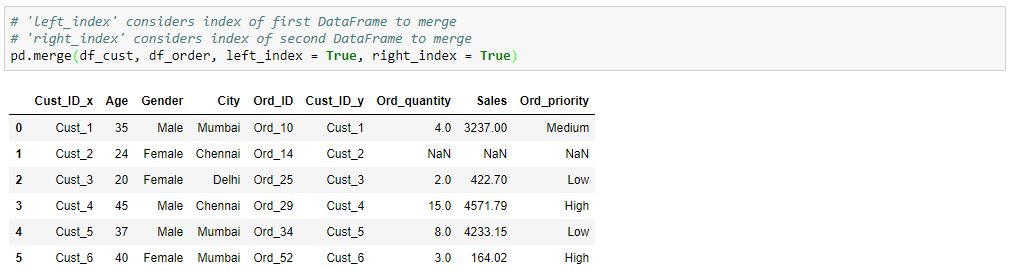 # 'left_index' considers index of first DataFrame to merge
# 'right_index' considers index of second DataFrame to merge
pd.merge(df_cust, df_order, left_index = True, right_index = True)
Cust_ID_x Age Gender City Ord_ID Cust_ID_y Ord_quantity Sales Ord_priority
0 Cust_1 35 Male Mumbai Ord_10 Cust_1 4.0 3237.00 Medium
1 Cust_2 24 Female Chennai Ord_14 Cust_2 NaN NaN NaN
2 Cust_3 20 Female Delhi Ord_25 Cust_3 2.0 422.70 Low
3 Cust_4 45 Male Chennai Ord_29 Cust_4 15.0 4571.79 High
4 Cust_5 37 Male Mumbai Ord_34 Cust_5 8.0 4233.15 Low
5 Cust_6 40 Female Mumbai Ord_52 Cust_6 3.0 164.02 High